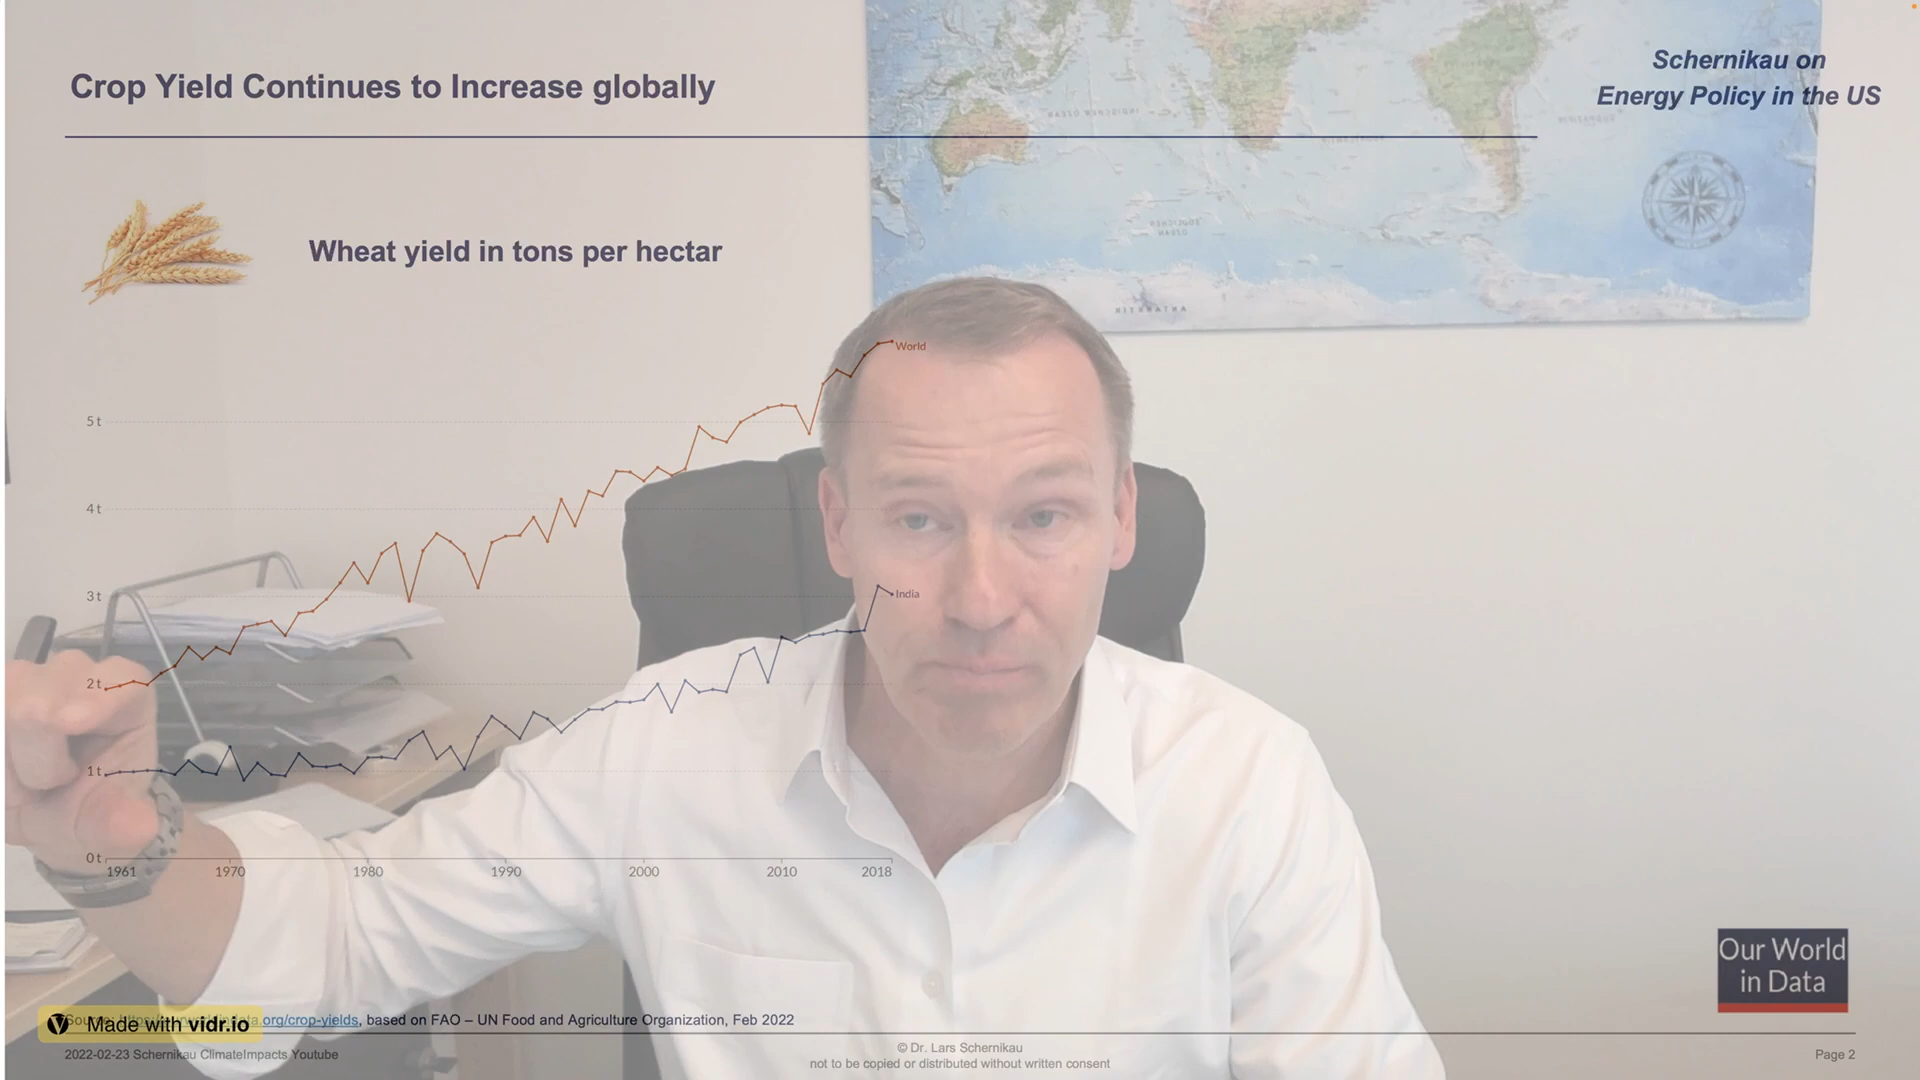 Crop Yield Continues to Increase globally
Schernikau on
Energy Policy in the US
Wheat yield in tons per hectar
World
5 t
4 t
3 t
India
2 t
1 t
0 t
1961 1970 1980 1990 2000 2010 2018
Our World
in Data
Made with vidr.io
.org/crop-yields, based on FAO – UN Food and Agriculture Organization, Feb 2022
2022-02-23 Schernikau ClimateImpacts Youtube
© Dr. Lars Schernikau
not to be copied or distributed without written consent
Page 2